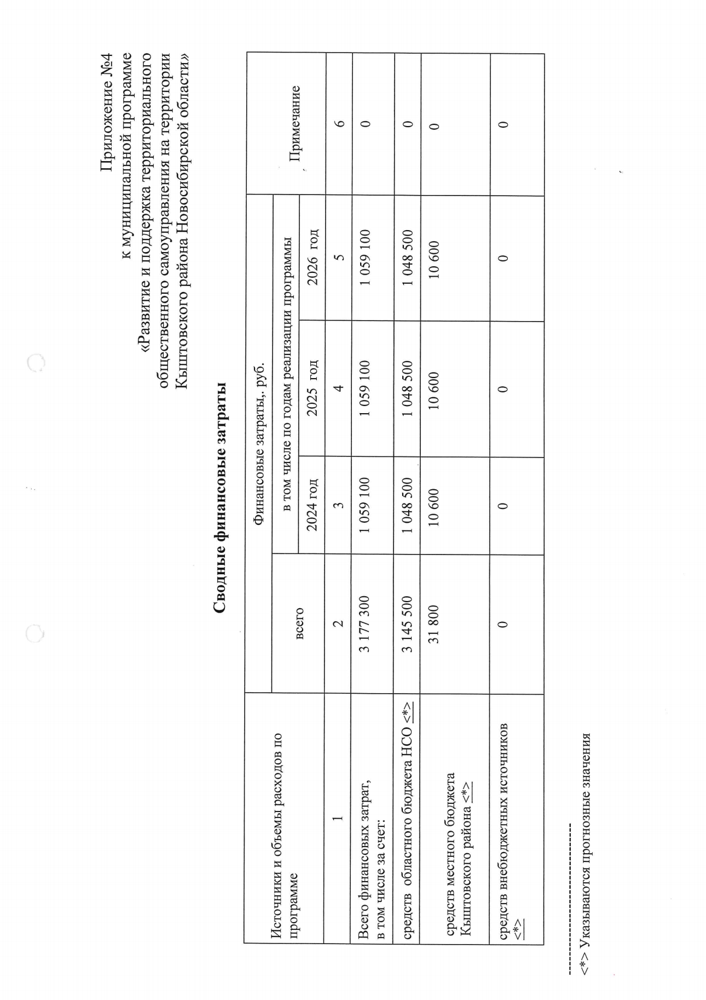 Приложение №4
к муниципальной программе
«Развитие и поддержка территориального
общественного самоуправления на территории
Кыштовского района Новосибирской области»
Сводные финансовые затраты
Источники и объемы расходов по
программе
Финансовые затраты,. руб.
Примечание
всего
в том числе по годам реализации программы
2024 год
2025 год
2026 год
1 2 3 4 5 6
Всего финансовых затрат,
в том числе за счет:
3 177 300 1 059 100 1 059 100 1 059 100 0
средств областного бюджета НСО <*> 3 145 500 1 048 500 1 048 500 1 048 500 0
средств местного бюджета
Кыштовского района <*>
31 800 10 600 10 600 10 600 0
средств внебюджетных источников
<*>
0 0 0 0 0
--------------------------------
<*> Указываются прогнозные значения